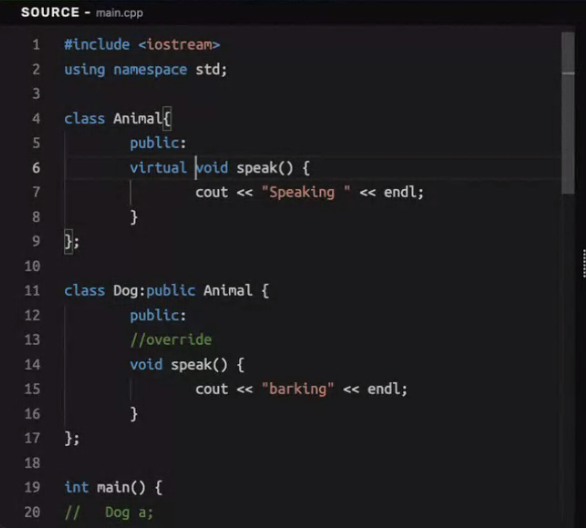 SOURCE - main.cpp
1 #include <iostream>
2 using namespace std;
3
4 class Animal{
5 public:
6 virtual void speak() {
7 cout << "Speaking " << endl;
8 }
9 };
10
11 class Dog:public Animal {
12 public:
13 //override
14 void speak() {
15 cout << "barking" << endl;
16 }
17 };
18
19 int main() {
20 // Dog a;